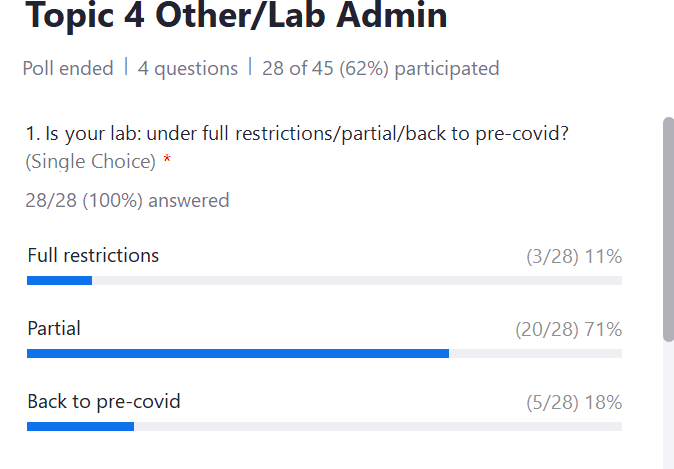 Topic 4 Other/Lab Admin
Poll ended | 4 questions | 28 of 45 (62%) participated
1. Is your lab: under full restrictions/partial/back to pre-covid?
(Single Choice) *
28/28 (100%) answered
Full restrictions (3/28) 11%
Partial (20/28) 71%
Back to pre-covid (5/28) 18%